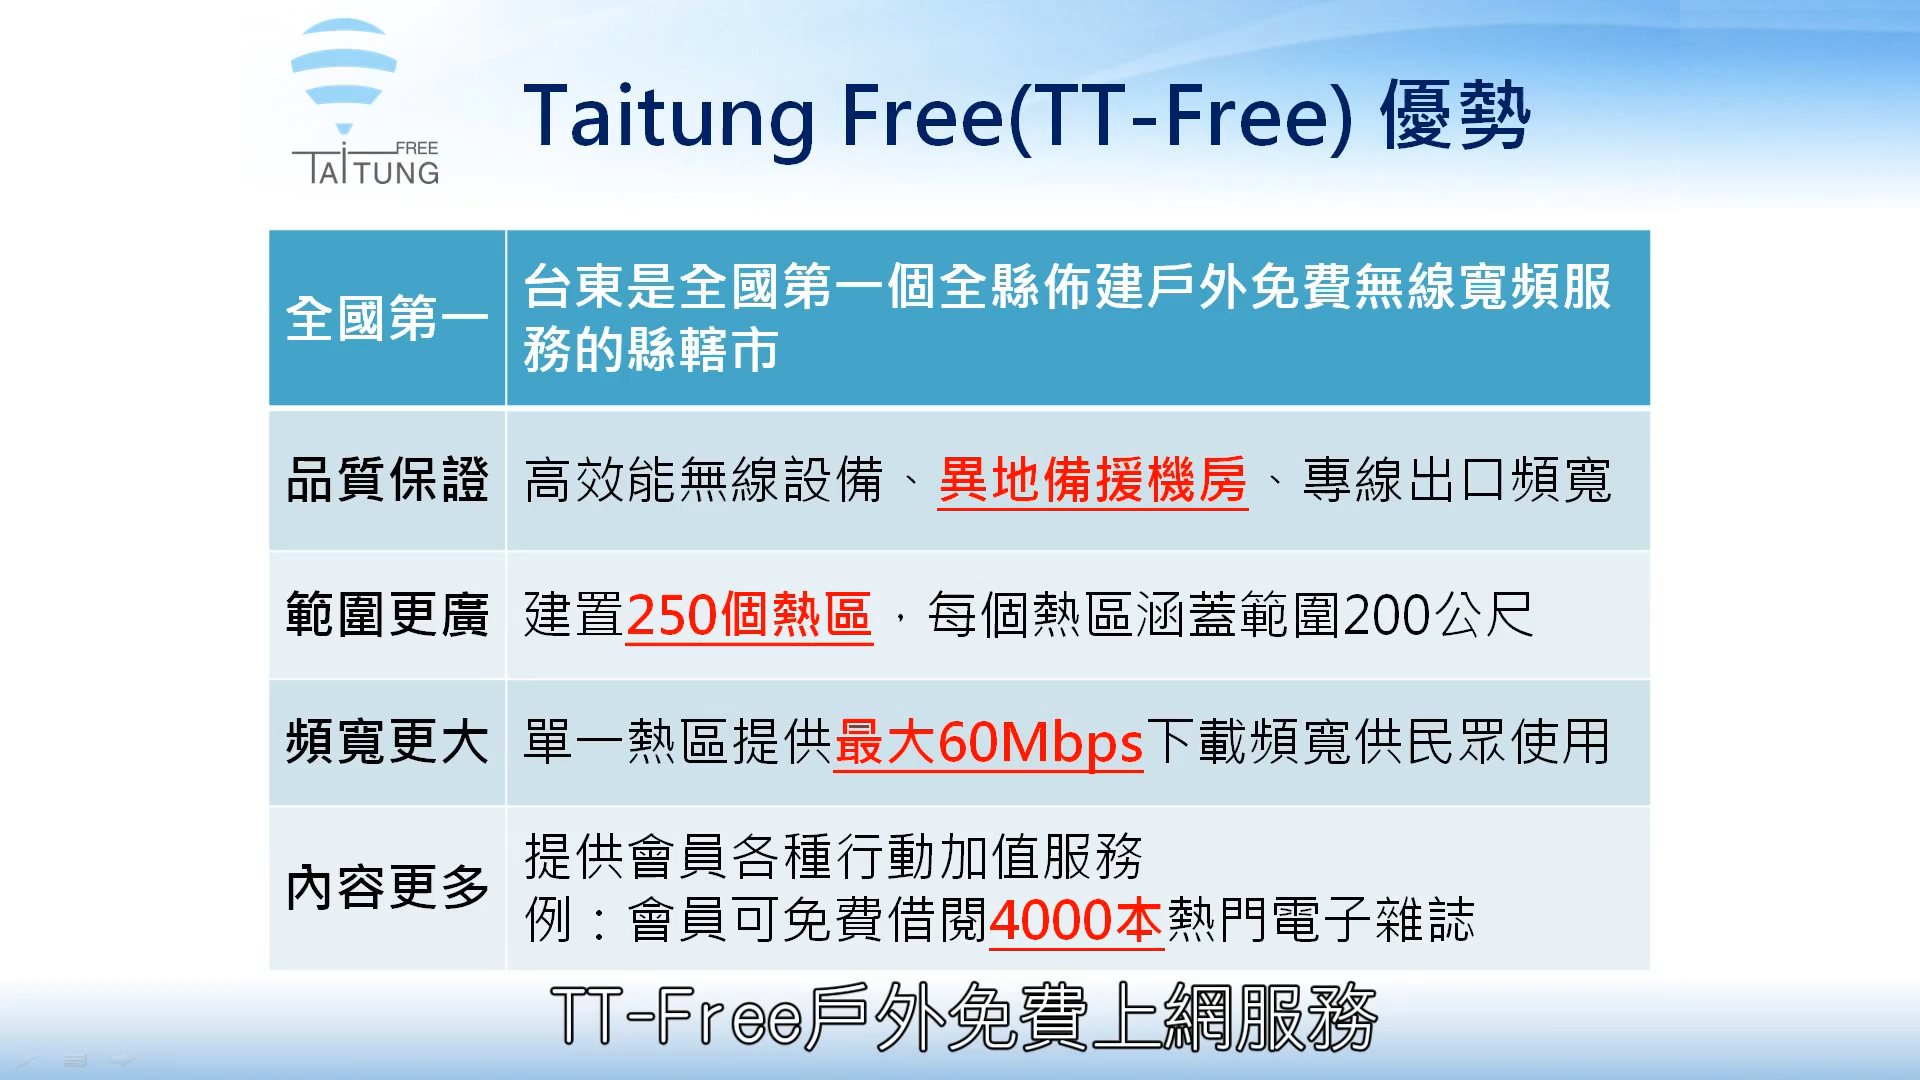 FREE
TAiTUNG
Taitung Free(TT-Free) 優勢
全國第一
台東是全國第一個全縣佈建戶外免費無線寬頻服
務的縣轄市
品質保證
高效能無線設備、異地備援機房、專線出口頻寬
範圍更廣
建置250個熱區，每個熱區涵蓋範圍200公尺
頻寬更大
單一熱區提供最大60Mbps下載頻寬供民眾使用
內容更多
提供會員各種行動加值服務
例：會員可免費借閱4000本熱門電子雜誌
TT-Free戶外免費上網服務